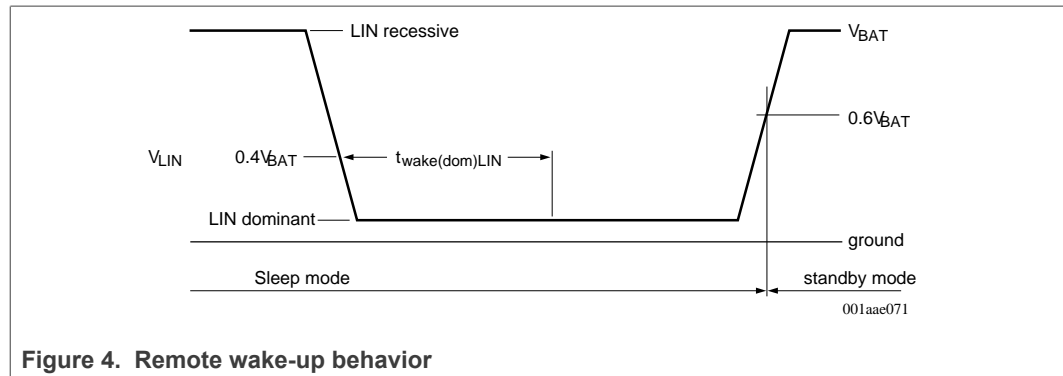 LIN recessive
VBAT
0.6VBAT
VLIN
0.4VBAT
twake(dom)LIN
LIN dominant
ground
Sleep mode
standby mode
001aae071
Figure 4. Remote wake-up behavior